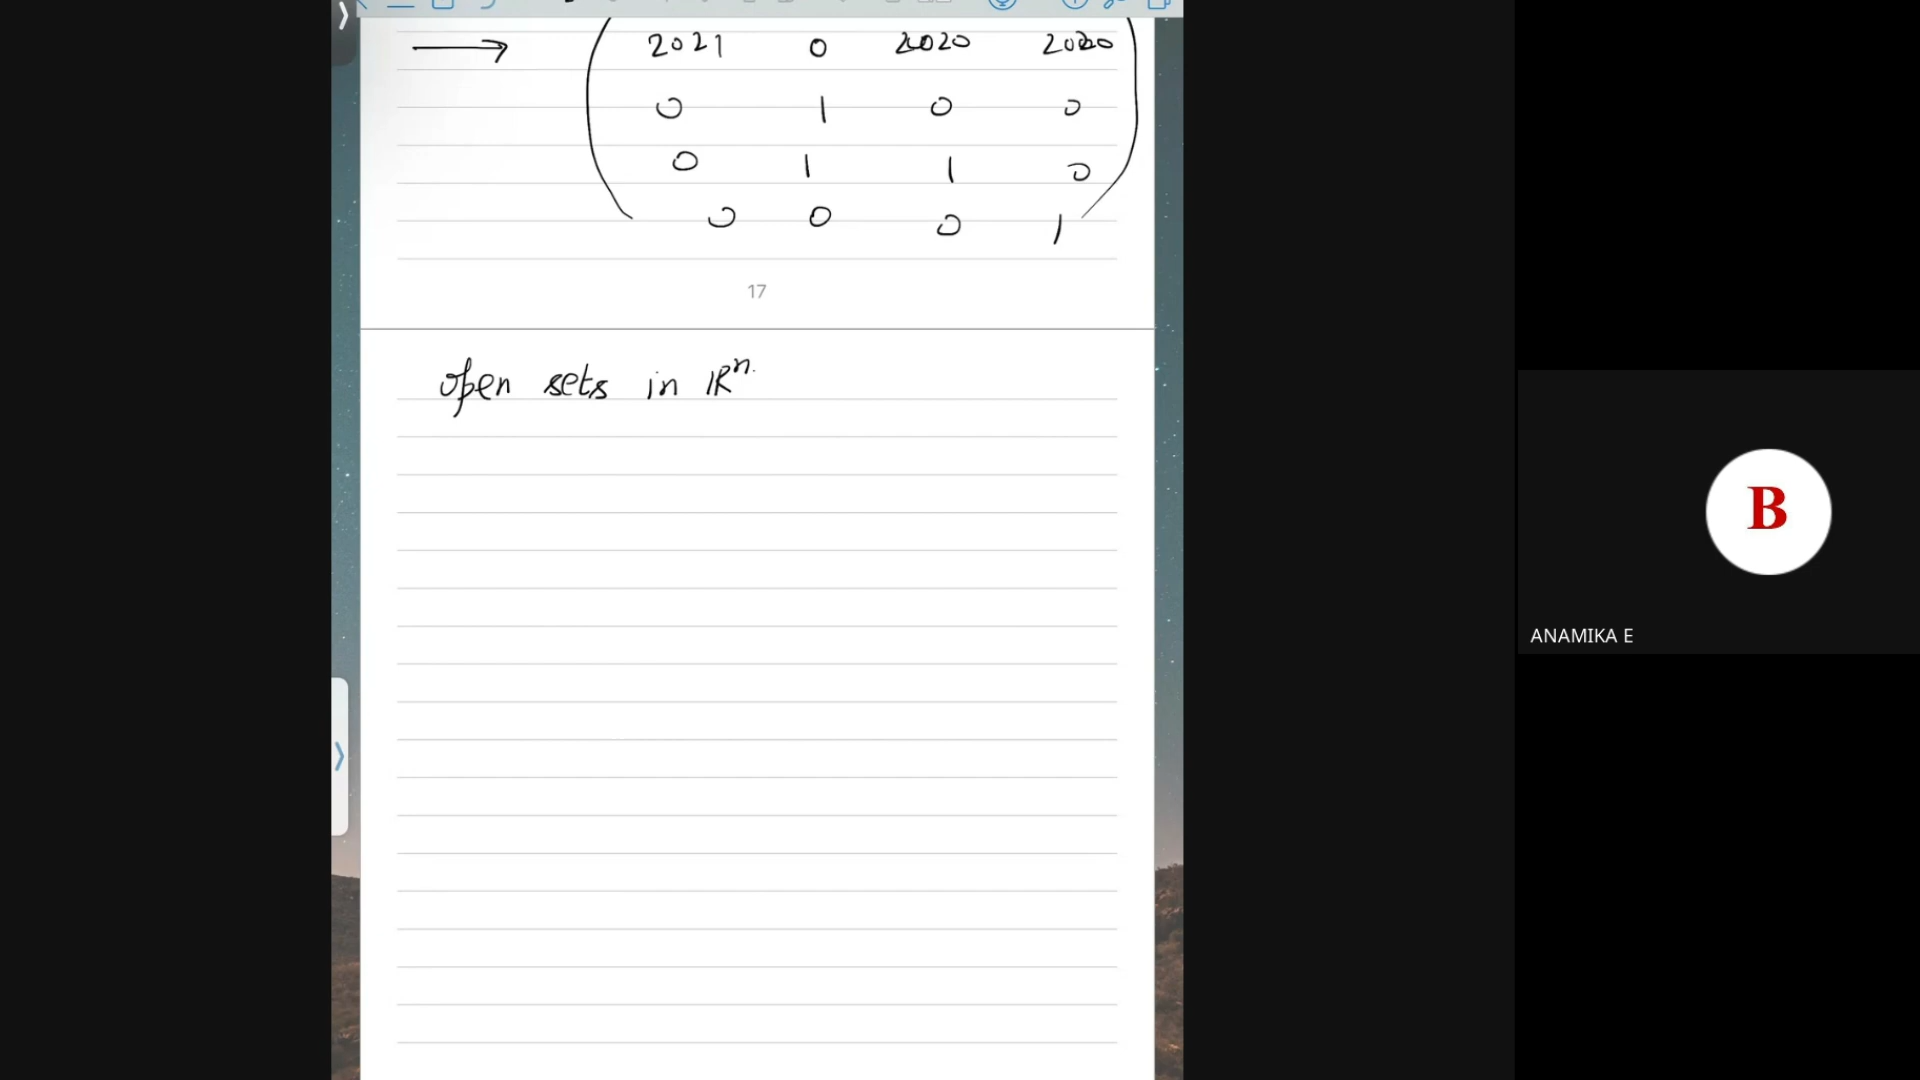 → 2021 0 2020 2020
0 1 0 0
0 1 1 0
0 0 0 1
17
open sets in ℝⁿ.
B
ANAMIKA E